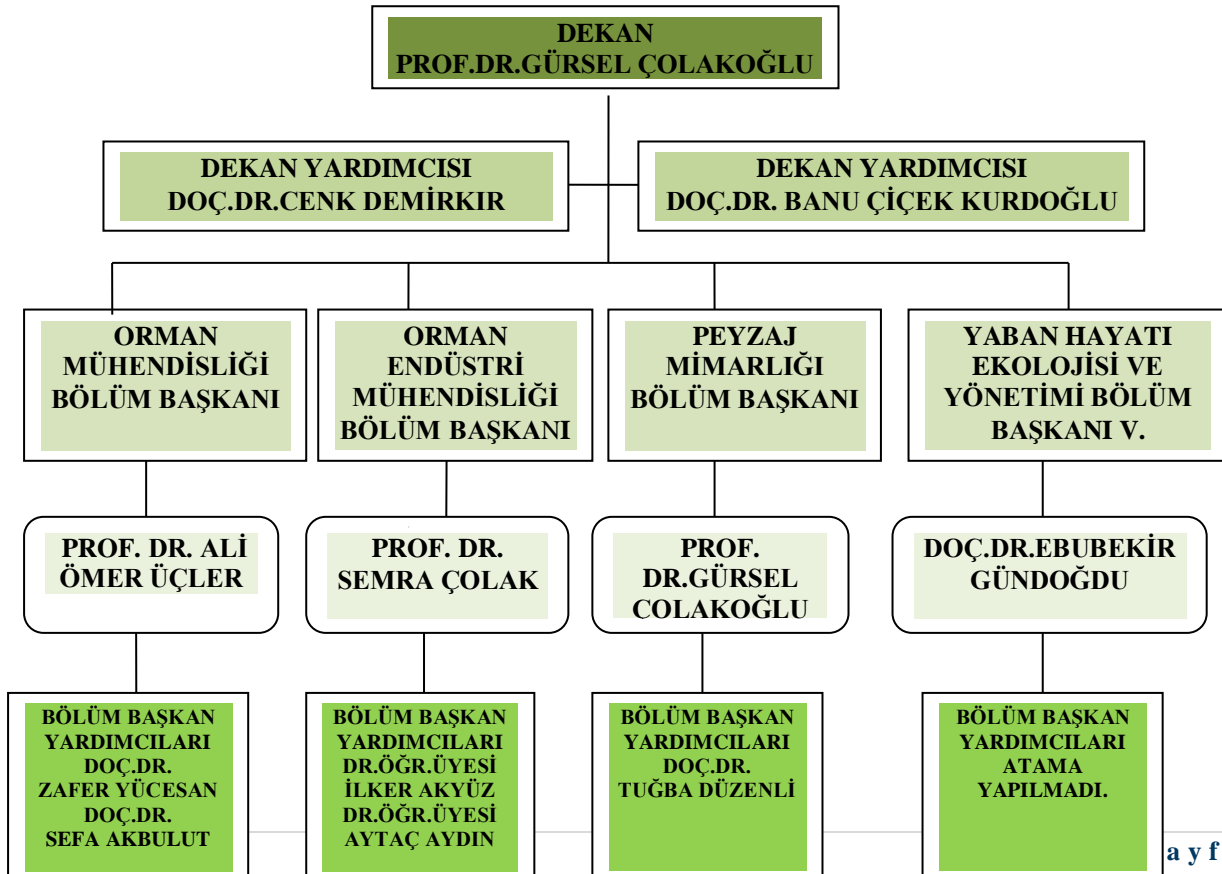 DEKAN
PROF.DR.GÜRSEL ÇOLAKOĞLU
DEKAN YARDIMCISI
DOÇ.DR.CENK DEMİRKIR
DEKAN YARDIMCISI
DOÇ.DR. BANU ÇİÇEK KURDOĞLU
ORMAN
MÜHENDİSLİĞİ
BÖLÜM BAŞKANI
ORMAN
ENDÜSTRİ
MÜHENDİSLİĞİ
BÖLÜM BAŞKANI
PEYZAJ
MİMARLIĞI
BÖLÜM BAŞKANI
YABAN HAYATI
EKOLOJİSİ VE
YÖNETİMİ BÖLÜM
BAŞKANI V.
PROF. DR. ALİ
ÖMER ÜÇLER
PROF. DR.
SEMRA ÇOLAK
PROF.
DR.GÜRSEL
COLAKOĞLU
DOÇ.DR.EBUBEKİR
GÜNDOĞDU
BÖLÜM BAŞKAN
YARDIMCILARI
DOÇ.DR.
ZAFER YÜCESAN
DOÇ.DR.
SEFA AKBULUT
BÖLÜM BAŞKAN
YARDIMCILARI
DR.ÖĞR.ÜYESİ
İLKER AKYÜZ
DR.ÖĞR.ÜYESİ
AYTAÇ AYDIN
BÖLÜM BAŞKAN
YARDIMCILARI
DOÇ.DR.
TUĞBA DÜZENLİ
BÖLÜM BAŞKAN
YARDIMCILARI
ATAMA
YAPILMADI.
a y f